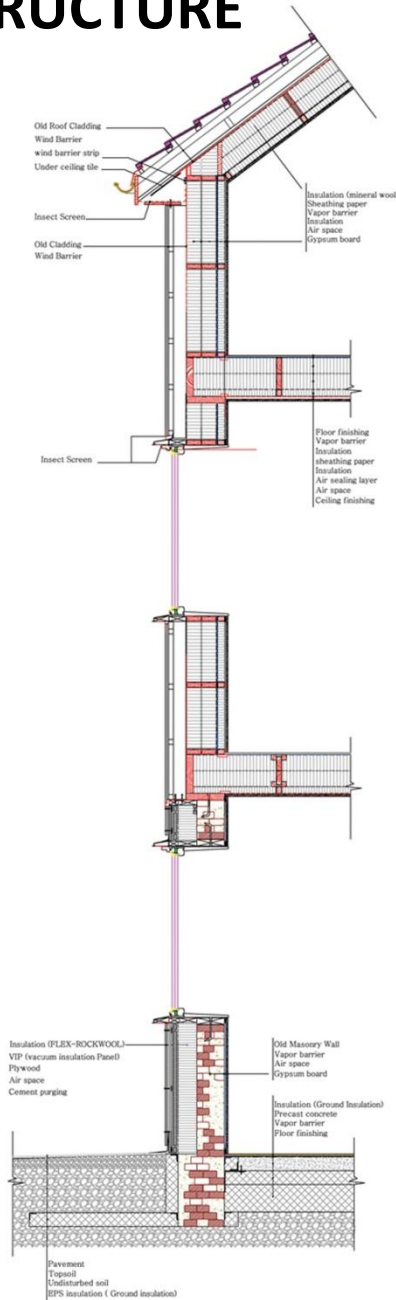 RUCTURE
Old Roof Cladding
Wind Barrier
wind barrier strip
Under ceiling tile
Insect Screen
Old Cladding
Wind Barrier
Insulation (mineral wool
Sheathing paper
Vapor barrier
Insulation
Air space
Gypsum board
Floor finishing
Vapor barrier
Insulation
sheathing paper
Insulation
Air sealing layer
Air space
Ceiling finishing
Insect Screen
Insulation (FLEX-ROCKWOOL)
VIP (vacuum insulation Panel)
Plywood
Air space
Cement purging
Old Masonry Wall
Vapor barrier
Air space
Gypsum board
Insulation (Ground Insulation)
Precast concrete
Vapor barrier
Floor finishing
Pavement
Topsoil
Undisturbed soil
EPS insulation ( Ground insulation)